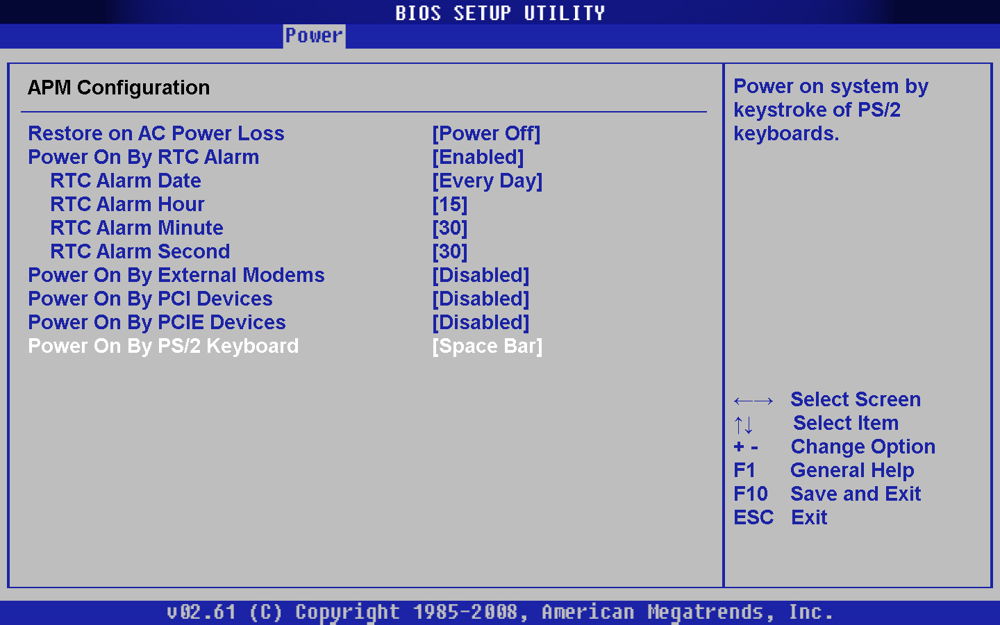 BIOS SETUP UTILITY
Power
APM Configuration
Restore on AC Power Loss [Power Off]
Power On By RTC Alarm [Enabled]
RTC Alarm Date [Every Day]
RTC Alarm Hour [15]
RTC Alarm Minute [30]
RTC Alarm Second [30]
Power On By External Modems [Disabled]
Power On By PCI Devices [Disabled]
Power On By PCIE Devices [Disabled]
Power On By PS/2 Keyboard [Space Bar]
Power on system by
keystroke of PS/2
keyboards.
←→ Select Screen
↑↓ Select Item
+ - Change Option
F1 General Help
F10 Save and Exit
ESC Exit
v02.61 (C) Copyright 1985-2008, American Megatrends, Inc.